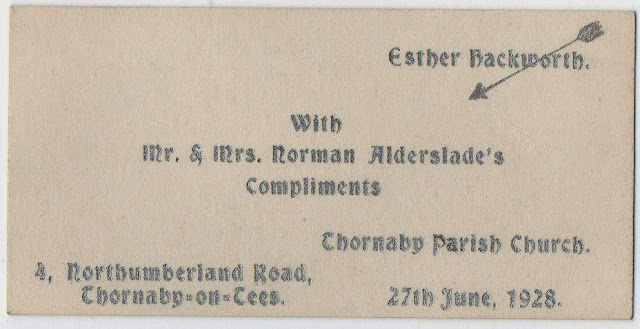 Esther Hackworth.
With
Mr. & Mrs. Norman Alderslade's
Compliments
Thornaby Parish Church.
4, Northumberland Road,
Thornaby-on-Tees.
27th June, 1928.